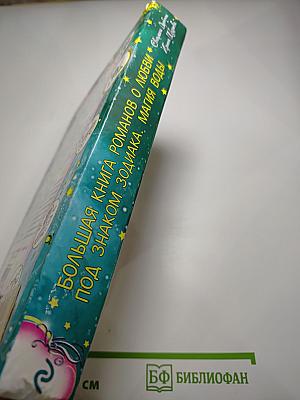 БОЛЬШАЯ КНИГА РОМАНОВ О ЛЮБВИ
ПОД ЗНАКОМ ЗОДИАКА. МАГИЯ ВОДЫ
см
БФ БИБЛИОФАН